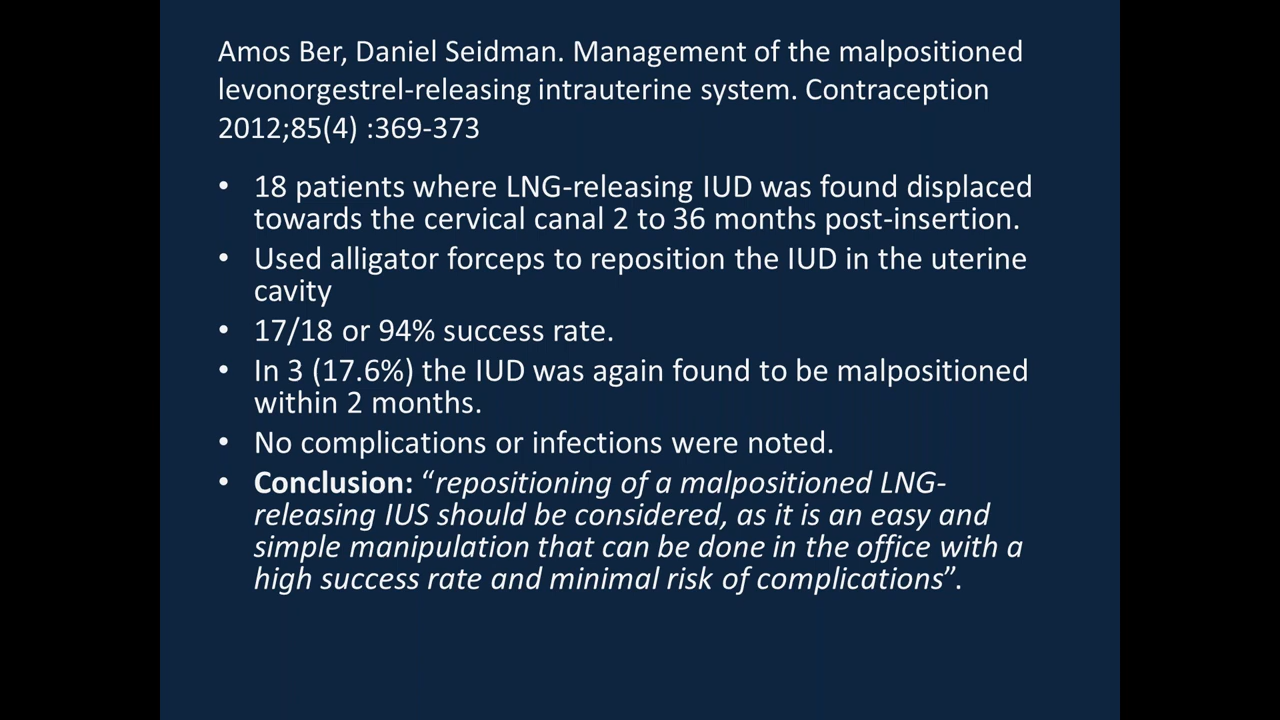 Amos Ber, Daniel Seidman. Management of the malpositioned
levonorgestrel-releasing intrauterine system. Contraception
2012;85(4) :369-373
• 18 patients where LNG-releasing IUD was found displaced
towards the cervical canal 2 to 36 months post-insertion.
• Used alligator forceps to reposition the IUD in the uterine
cavity
• 17/18 or 94% success rate.
• In 3 (17.6%) the IUD was again found to be malpositioned
within 2 months.
• No complications or infections were noted.
• Conclusion: “repositioning of a malpositioned LNG-
releasing IUS should be considered, as it is an easy and
simple manipulation that can be done in the office with a
high success rate and minimal risk of complications”.